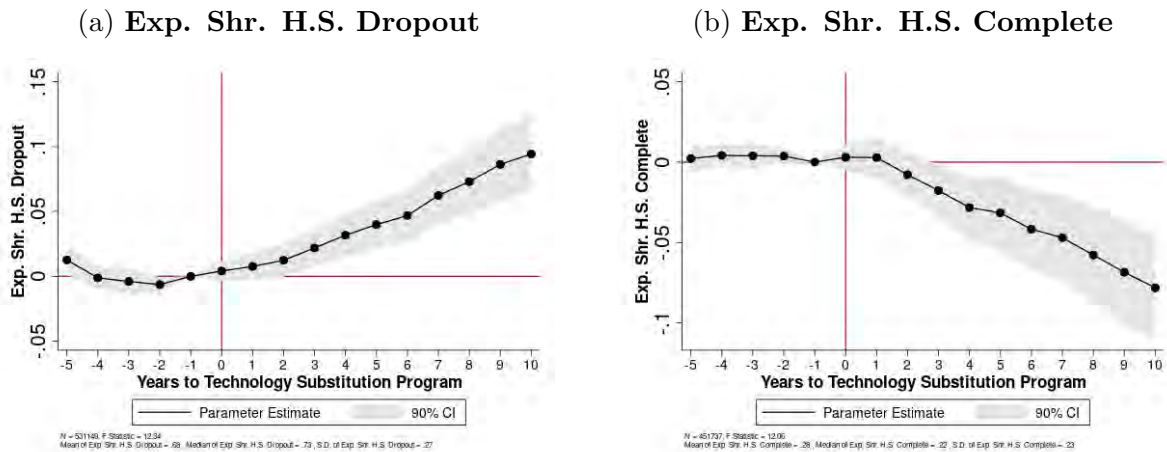 (a) Exp. Shr. H.S. Dropout
Exp. Shr. H.S. Dropout
.15
.1
.05
0
-.05
-5 -4 -3 -2 -1 0 1 2 3 4 5 6 7 8 9 10
Years to Technology Substitution Program
Parameter Estimate 90% CI
N = 531149, F Statistic = 12.34
Mean of Exp. Shr. H.S. Dropout = .68, Median of Exp. Shr. H.S. Dropout = .73, S.D. of Exp. Shr. H.S. Dropout = .27
(b) Exp. Shr. H.S. Complete
Exp. Shr. H.S. Complete
.05
0
-.05
-.1
-5 -4 -3 -2 -1 0 1 2 3 4 5 6 7 8 9 10
Years to Technology Substitution Program
Parameter Estimate 90% CI
N = 451737, F Statistic = 12.06
Mean of Exp. Shr. H.S. Complete = .28, Median of Exp. Shr. H.S. Complete = .22, S.D. of Exp. Shr. H.S. Complete = .23